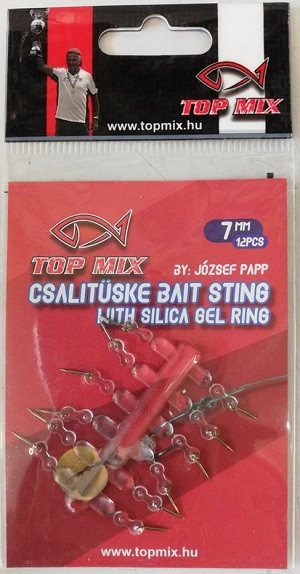 TOP MIX
www.topmix.hu
7 MM
12PCS
TOP MIX
BY: JÓZSEF PAPP
CSALITÜSKE BAIT STING
WITH SILICA GEL RING
www.topmix.hu